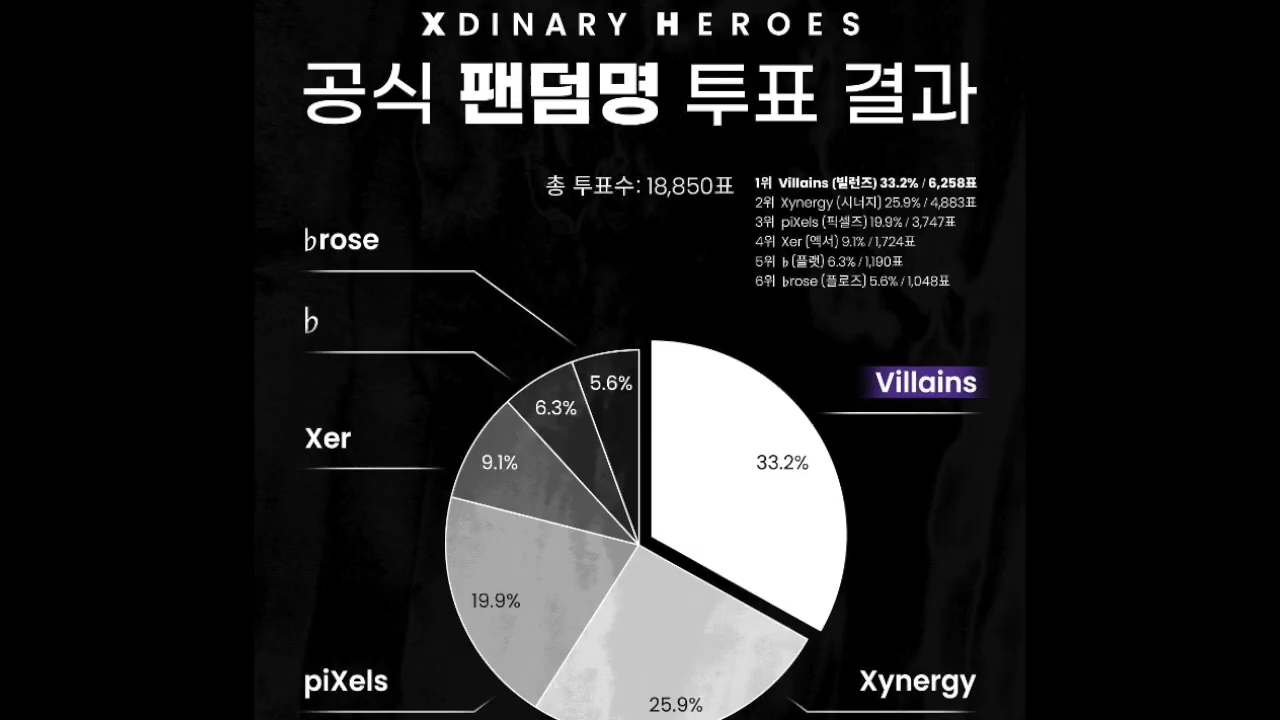 XDINARY HEROES
공식 팬덤명 투표 결과
총 투표수: 18,850표
1위 Villains (빌런즈) 33.2% / 6,258표
2위 Xynergy (시너지) 25.9% / 4,883표
3위 piXels (픽셀즈) 19.9% / 3,747표
4위 Xer (엑서) 9.1% / 1,724표
5위 ♭ (플랫) 6.3% / 1,190표
6위 ♭rose (플로즈) 5.6% / 1,048표
♭rose
♭
Villains
Xer
piXels
Xynergy
5.6%
6.3%
9.1%
33.2%
19.9%
25.9%